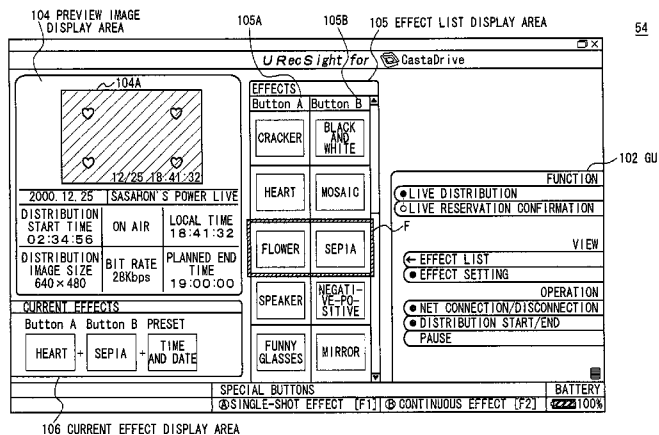 104 PREVIEW IMAGE
DISPLAY AREA
105A
105B
105 EFFECT LIST DISPLAY AREA
54
URecSight for CastaDrive
104A
12/25 18:41:32
2000. 12. 25 SASAHON'S POWER LIVE
DISTRIBUTION START TIME 02:34:56
ON AIR
LOCAL TIME 18:41:32
DISTRIBUTION IMAGE SIZE 640×480
BIT RATE 28Kbps
PLANNED END TIME 19:00:00
CURRENT EFFECTS
Button A Button B PRESET
HEART + SEPIA + TIME AND DATE
106 CURRENT EFFECT DISPLAY AREA
EFFECTS
Button A Button B
CRACKER BLACK AND WHITE
HEART MOSAIC
FLOWER SEPIA
F
SPEAKER NEGATI-VE-PO-SITIVE
FUNNY GLASSES MIRROR
102 GU
FUNCTION
LIVE DISTRIBUTION
LIVE RESERVATION CONFIRMATION
VIEW
← EFFECT LIST
EFFECT SETTING
OPERATION
NET CONNECTION/DISCONNECTION
DISTRIBUTION START/END
PAUSE
SPECIAL BUTTONS
Ⓐ SINGLE-SHOT EFFECT [F1] Ⓑ CONTINUOUS EFFECT [F2]
BATTERY
100%